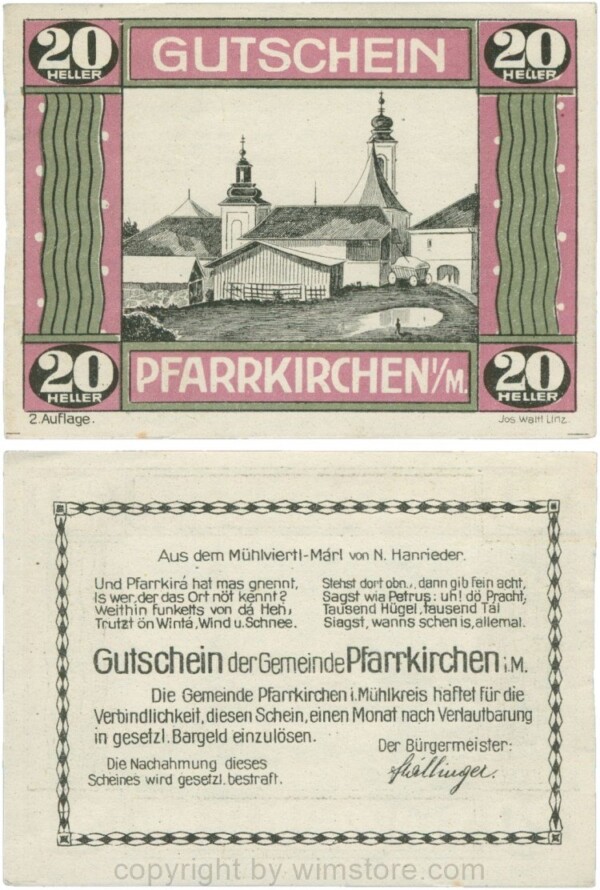 20 HELLER
GUTSCHEIN
20 HELLER
20 HELLER
PFARRKIRCHEN I/M.
20 HELLER
2. Auflage.
Jos. Waltl Linz.
Aus dem Mühlviertl-Márl von N. Hanrieder.
Und Pfarrkirá hat mas gnennt,
Is wer, der das Ort nöt kennt?
Weithin funkelts von dá Heh,
Trutzt ön Wintá, Wind u. Schnee.
Stehst dort obn., dann gib fein acht,
Sagst wia Petrus: uh! dö Pracht,
Tausend Hügel, tausend Tál
Siagst, wanns schen is, allemal.
Gutschein der Gemeinde Pfarrkirchen i. M.
Die Gemeinde Pfarrkirchen i. Mühlkreis haftet für die
Verbindlichkeit, diesen Schein, einen Monat nach Verlautbarung
in gesetzl. Bargeld einzulösen.
Der Bürgermeister:
Die Nachahmung dieses
Scheines wird gesetzl. bestraft.
copyright by wimstore.com